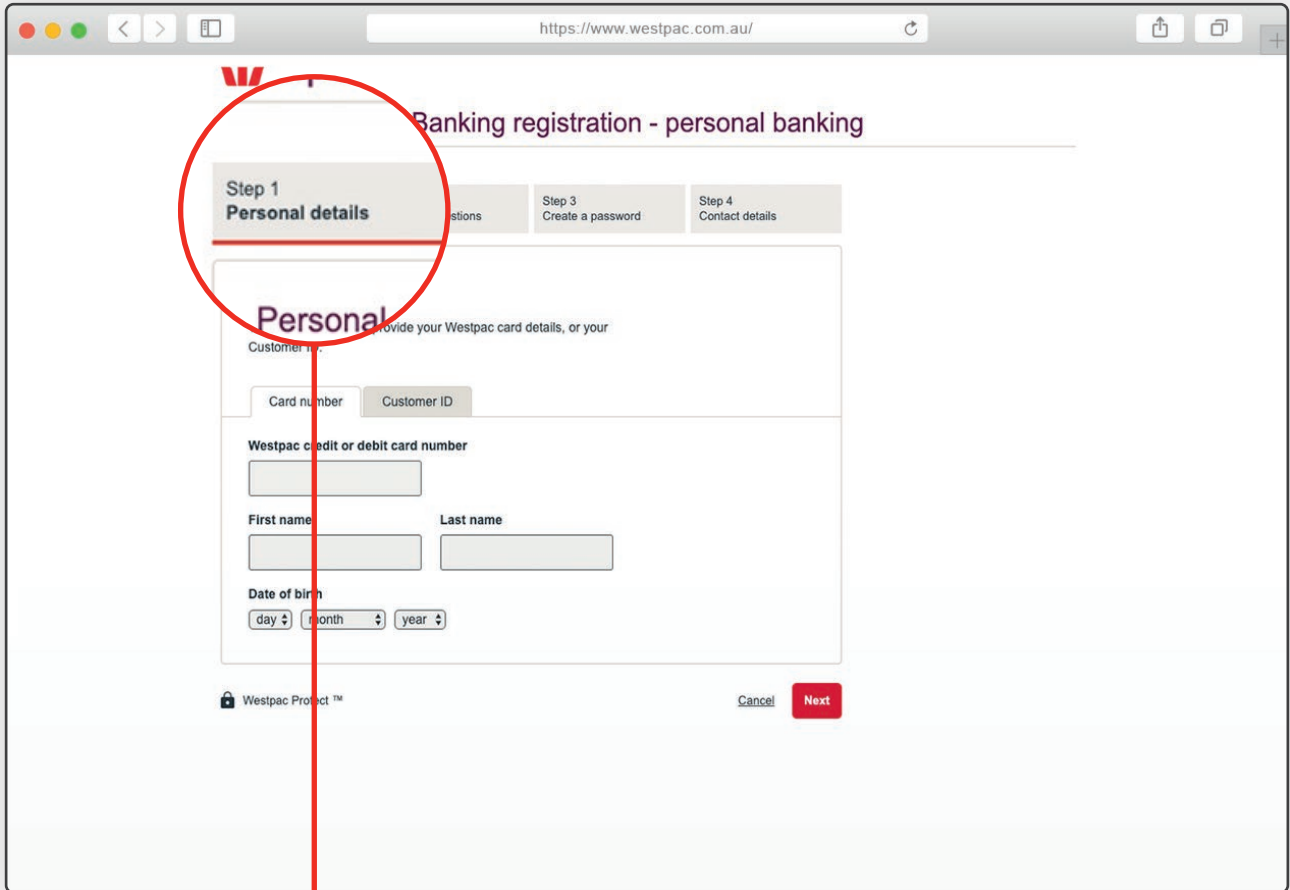 https://www.westpac.com.au/
Banking registration - personal banking
Step 1
Personal details
stions
Step 3
Create a password
Step 4
Contact details
Personal
ovide your Westpac card details, or your
Customer ID.
Card number
Customer ID
Westpac credit or debit card number
First name
Last name
Date of birth
day
month
year
Westpac Protect ™
Cancel
Next